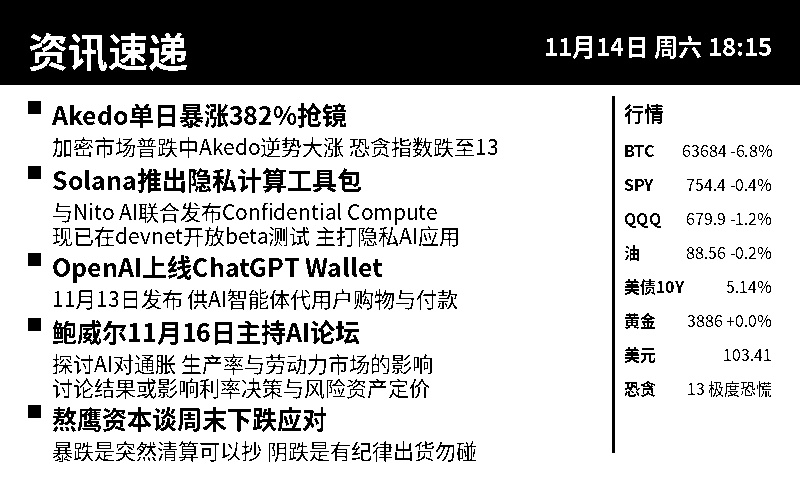 资讯速递
11月14日 周六 18:15
Akedo单日暴涨382%抢镜
加密市场普跌中Akedo逆势大涨 恐贪指数跌至13
Solana推出隐私计算工具包
与Nito AI联合发布Confidential Compute
现已在devnet开放beta测试 主打隐私AI应用
OpenAI上线ChatGPT Wallet
11月13日发布 供AI智能体代用户购物与付款
鲍威尔11月16日主持AI论坛
探讨AI对通胀 生产率与劳动力市场的影响
讨论结果或影响利率决策与风险资产定价
熬鹰资本谈周末下跌应对
暴跌是突然清算可以抄 阴跌是有纪律出货勿碰
行情
BTC 63684 -6.8%
SPY 754.4 -0.4%
QQQ 679.9 -1.2%
油 88.56 -0.2%
美债10Y 5.14%
黄金 3886 +0.0%
美元 103.41
恐贪 13 极度恐慌